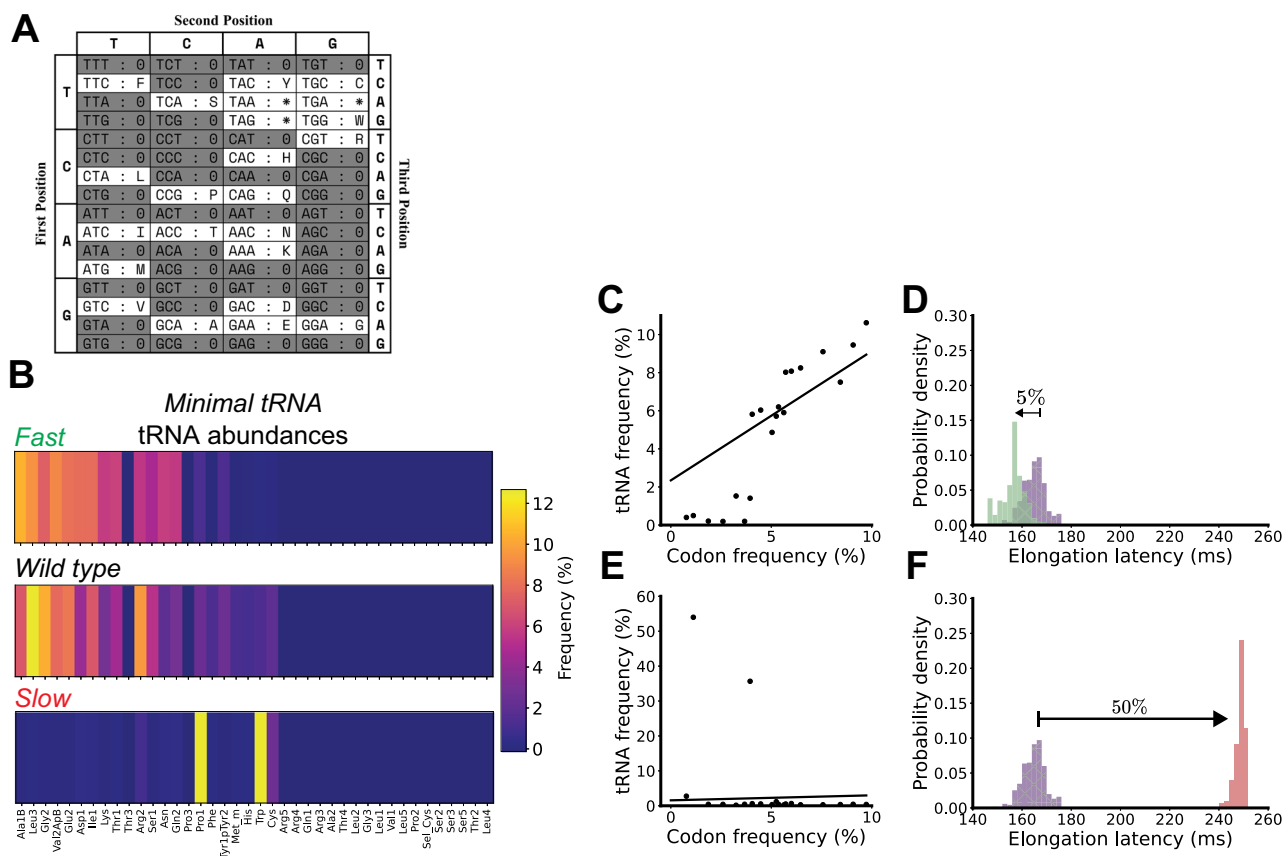 A
Second Position
T C A G
First Position
Third Position
T
TTT : 0 TCT : 0 TAT : 0 TGT : 0 T
TTC : F TCC : 0 TAC : Y TGC : C C
TTA : 0 TCA : S TAA : * TGA : * A
TTG : 0 TCG : 0 TAG : * TGG : W G
C
CTT : 0 CCT : 0 CAT : 0 CGT : R T
CTC : 0 CCC : 0 CAC : H CGC : 0 C
CTA : L CCA : 0 CAA : 0 CGA : 0 A
CTG : 0 CCG : P CAG : Q CGG : 0 G
A
ATT : 0 ACT : 0 AAT : 0 AGT : 0 T
ATC : I ACC : T AAC : N AGC : 0 C
ATA : 0 ACA : 0 AAA : K AGA : 0 A
ATG : M ACG : 0 AAG : 0 AGG : 0 G
G
GTT : 0 GCT : 0 GAT : 0 GGT : 0 T
GTC : V GCC : 0 GAC : D GGC : 0 C
GTA : 0 GCA : A GAA : E GGA : G A
GTG : 0 GCG : 0 GAG : 0 GGG : 0 G
B
Minimal tRNA
tRNA abundances
Fast
Wild type
Slow
12
10
8
6
4
2
0
Frequency (%)
Ala1B Leu3 Gly2 Val2ApB Glu2 Asp1 Ile1 Lys Thr1 Thr3 Arg2 Ser1 Asn Gln2 Pro3 Pro1 Phe Tyr1pTyr2 Met_m His Trp Cys Arg5 Arg4 Gln1 Arg3 Ala2 Thr4 Leu2 Gly3 Leu1 Val1 Leu5 Pro2 Sel_Cys Ser2 Ser3 Ser5 Thr2 Leu4
C
tRNA frequency (%)
10
8
6
4
2
0
0 5 10
Codon frequency (%)
D
Probability density
0.30
0.25
0.20
0.15
0.10
0.05
0.00
5%
140 160 180 200 220 240 260
Elongation latency (ms)
E
tRNA frequency (%)
60
50
40
30
20
10
0
0 5 10
Codon frequency (%)
F
Probability density
0.30
0.25
0.20
0.15
0.10
0.05
0.00
50%
140 160 180 200 220 240 260
Elongation latency (ms)